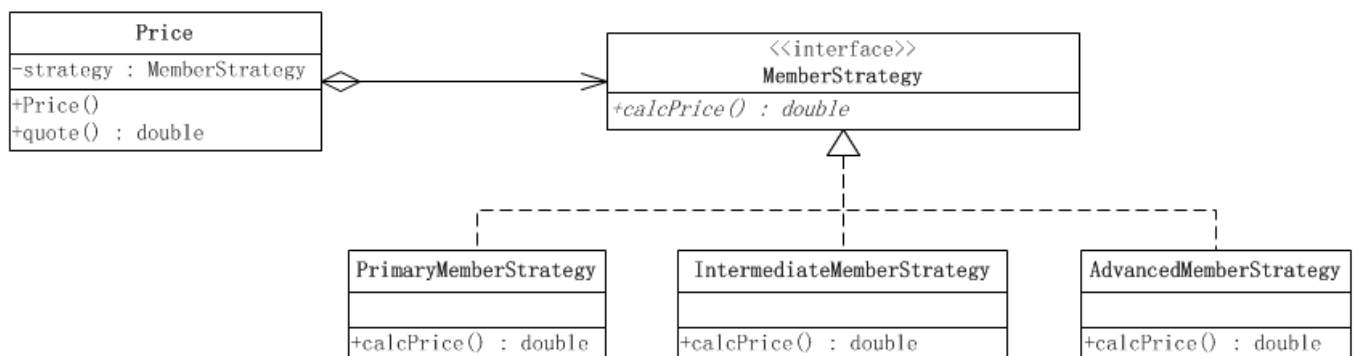 Price
-strategy : MemberStrategy
+Price()
+quote() : double
<<interface>>
MemberStrategy
+calcPrice() : double
PrimaryMemberStrategy
+calcPrice() : double
IntermediateMemberStrategy
+calcPrice() : double
AdvancedMemberStrategy
+calcPrice() : double